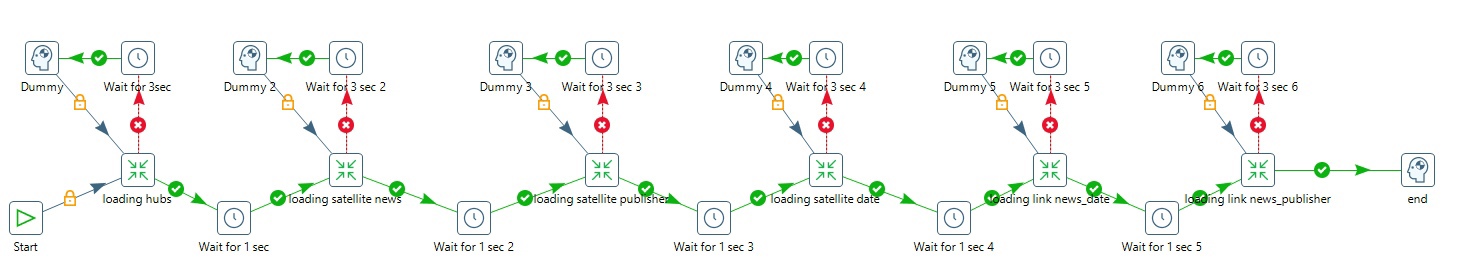 Dummy
Wait for 3sec
Dummy 2
Wait for 3 sec 2
Dummy 3
Wait for 3 sec 3
Dummy 4
Wait for 3 sec 4
Dummy 5
Wait for 3 sec 5
Dummy 6
Wait for 3 sec 6
loading hubs
loading satellite news
loading satellite publisher
loading satellite date
loading link news_date
loading link news_publisher
end
Start
Wait for 1 sec
Wait for 1 sec 2
Wait for 1 sec 3
Wait for 1 sec 4
Wait for 1 sec 5